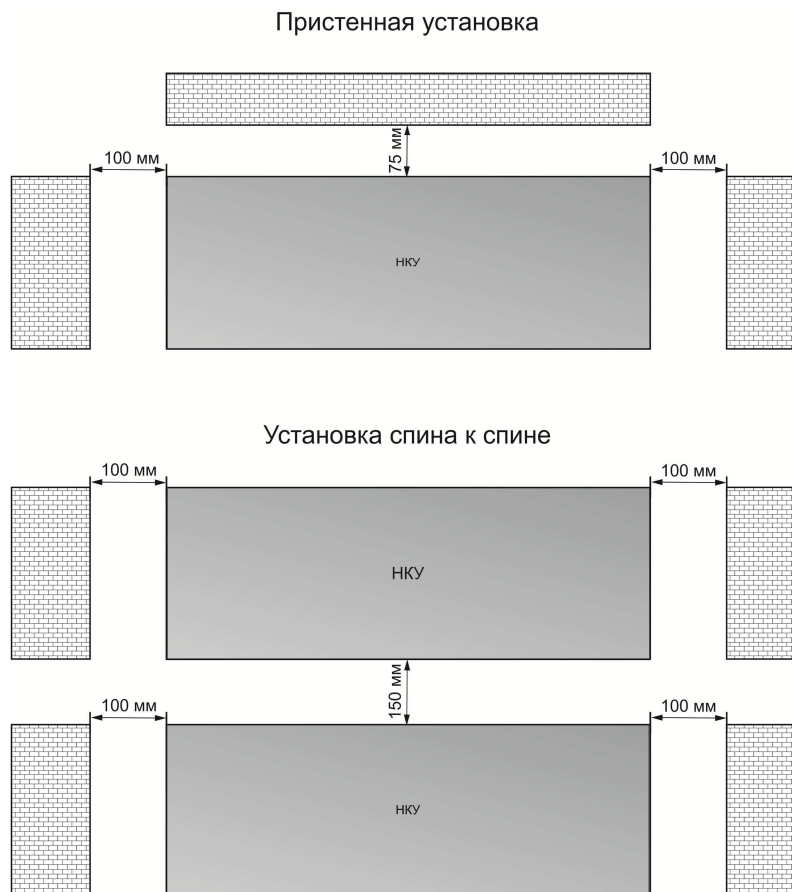 Пристенная установка
75 мм
100 мм
100 мм
НКУ
Установка спина к спине
100 мм
100 мм
НКУ
150 мм
100 мм
100 мм
НКУ